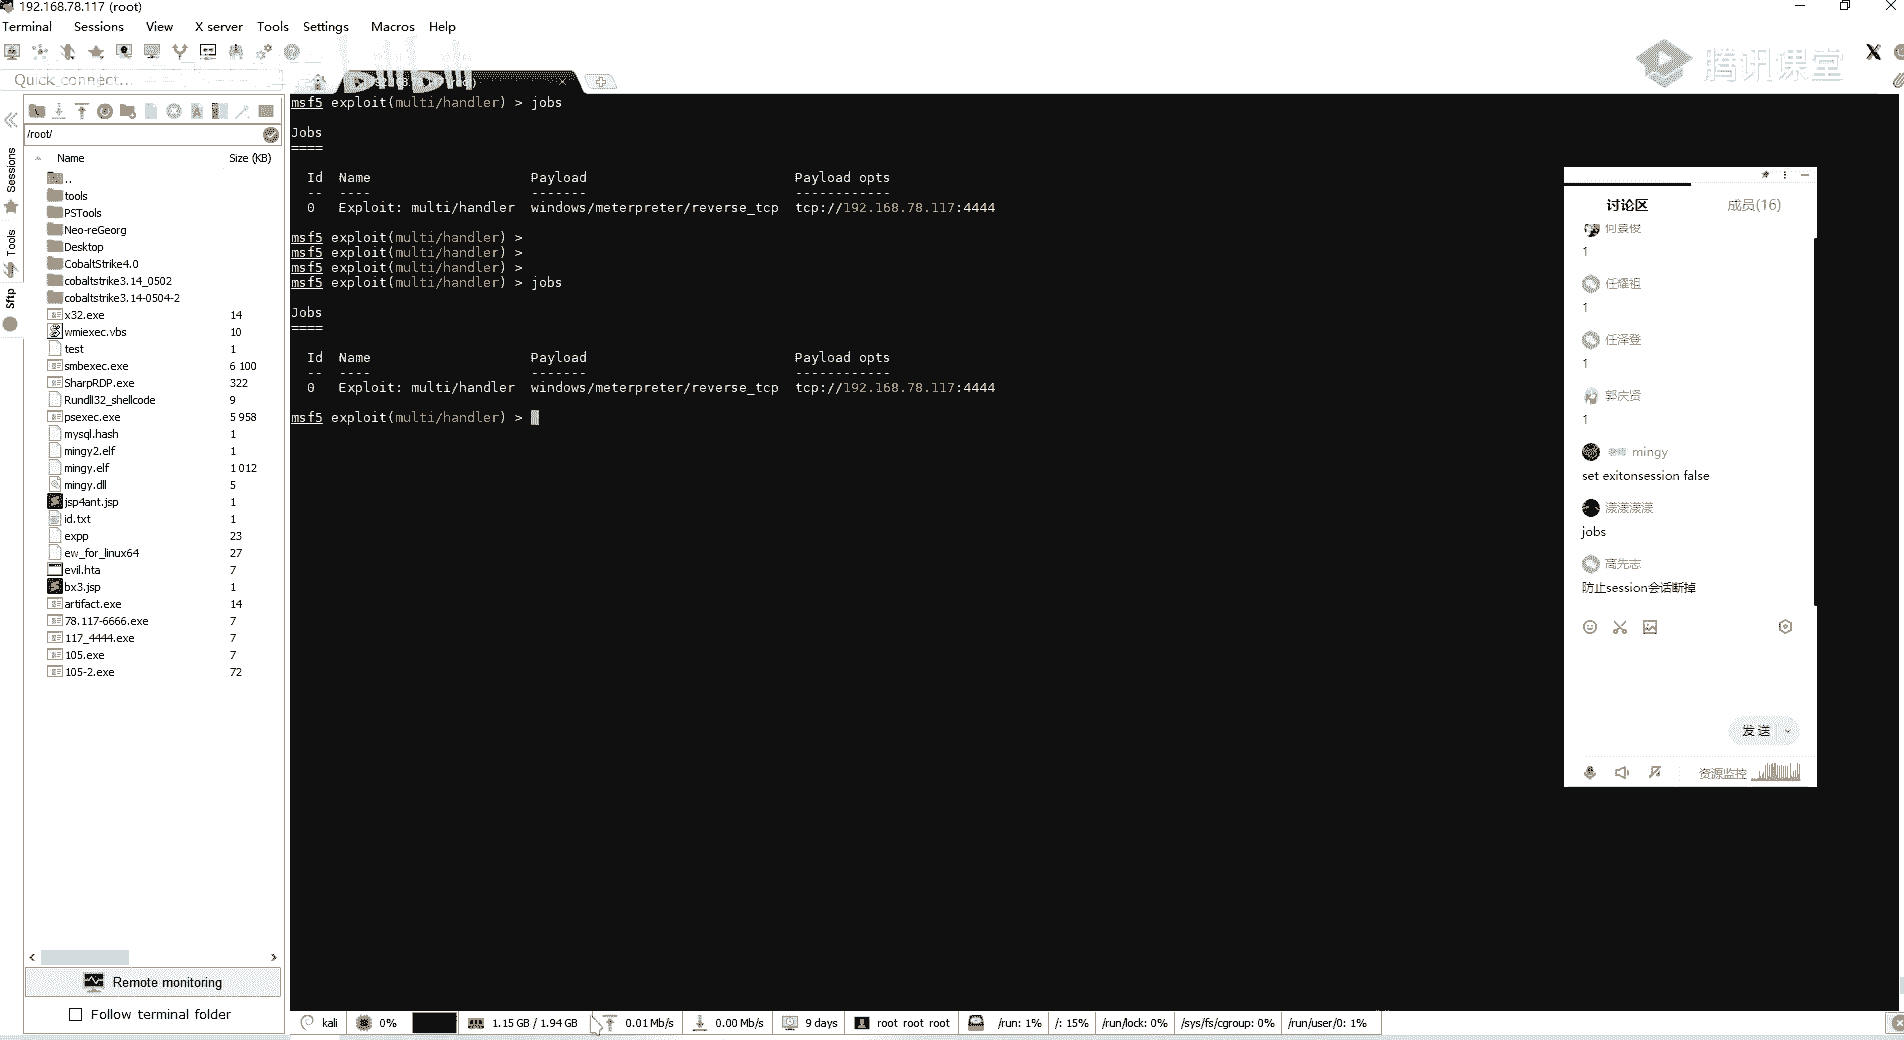 192.168.78.117 (root)
Terminal Sessions View X server Tools Settings Macros Help
Quick connect...
bilibili
腾讯课堂
/root/
Name Size (KB)
Sessions
Tools
Sftp
..
tools
PSTools
Neo-reGeorg
Desktop
CobaltStrike4.0
cobaltstrike3.14_0502
cobaltstrike3.14-0504-2
x32.exe 14
wmiexec.vbs 10
test 1
smbexec.exe 6 100
SharpRDP.exe 322
Rundll32_shellcode 9
psexec.exe 5 958
mysql.hash 1
mingy2.elf 1
mingy.elf 1 012
mingy.dll 5
jsp4ant.jsp 1
id.txt 1
expp 23
ew_for_linux64 27
evil.hta 7
bx3.jsp 1
artifact.exe 14
78.117-6666.exe 7
117_4444.exe 7
105.exe 7
105-2.exe 72
Remote monitoring
Follow terminal folder
msf5 exploit(multi/handler) > jobs
Jobs
====
Id Name Payload Payload opts
-- ---- ------- ------------
0 Exploit: multi/handler windows/meterpreter/reverse_tcp tcp://192.168.78.117:4444
msf5 exploit(multi/handler) >
msf5 exploit(multi/handler) >
msf5 exploit(multi/handler) >
msf5 exploit(multi/handler) > jobs
Jobs
====
Id Name Payload Payload opts
-- ---- ------- ------------
0 Exploit: multi/handler windows/meterpreter/reverse_tcp tcp://192.168.78.117:4444
msf5 exploit(multi/handler) >
讨论区 成员(16)
何景俊
1
任耀祖
1
任泽登
1
郭庆贤
1
mingy
set exitonsession false
漾漾漾漾
jobs
高先志
防止session会话断掉
发送
资源监控
kali 0% 1.15 GB / 1.94 GB 0.01 Mb/s 0.00 Mb/s 9 days root root root /run: 1% /: 15% /run/lock: 0% /sys/fs/cgroup: 0% /run/user/0: 1%